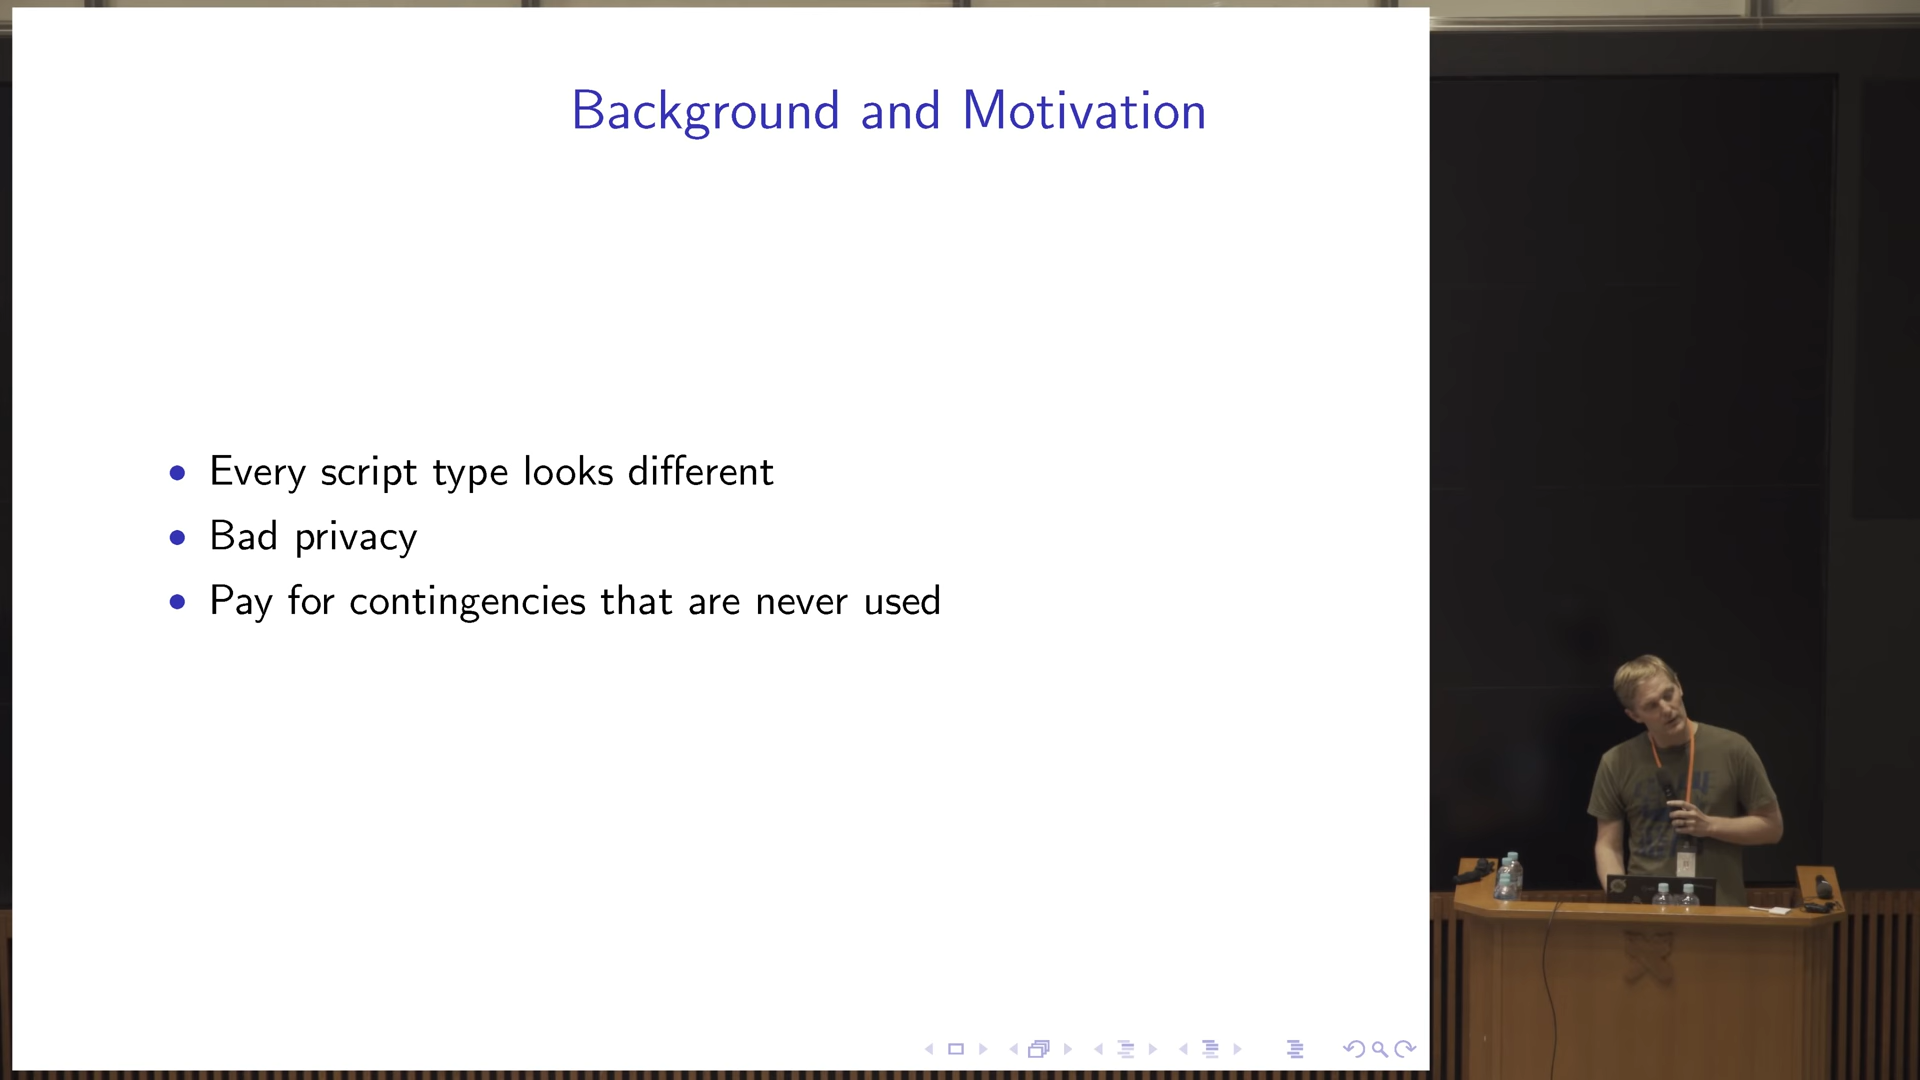 Background and Motivation
• Every script type looks different
• Bad privacy
• Pay for contingencies that are never used